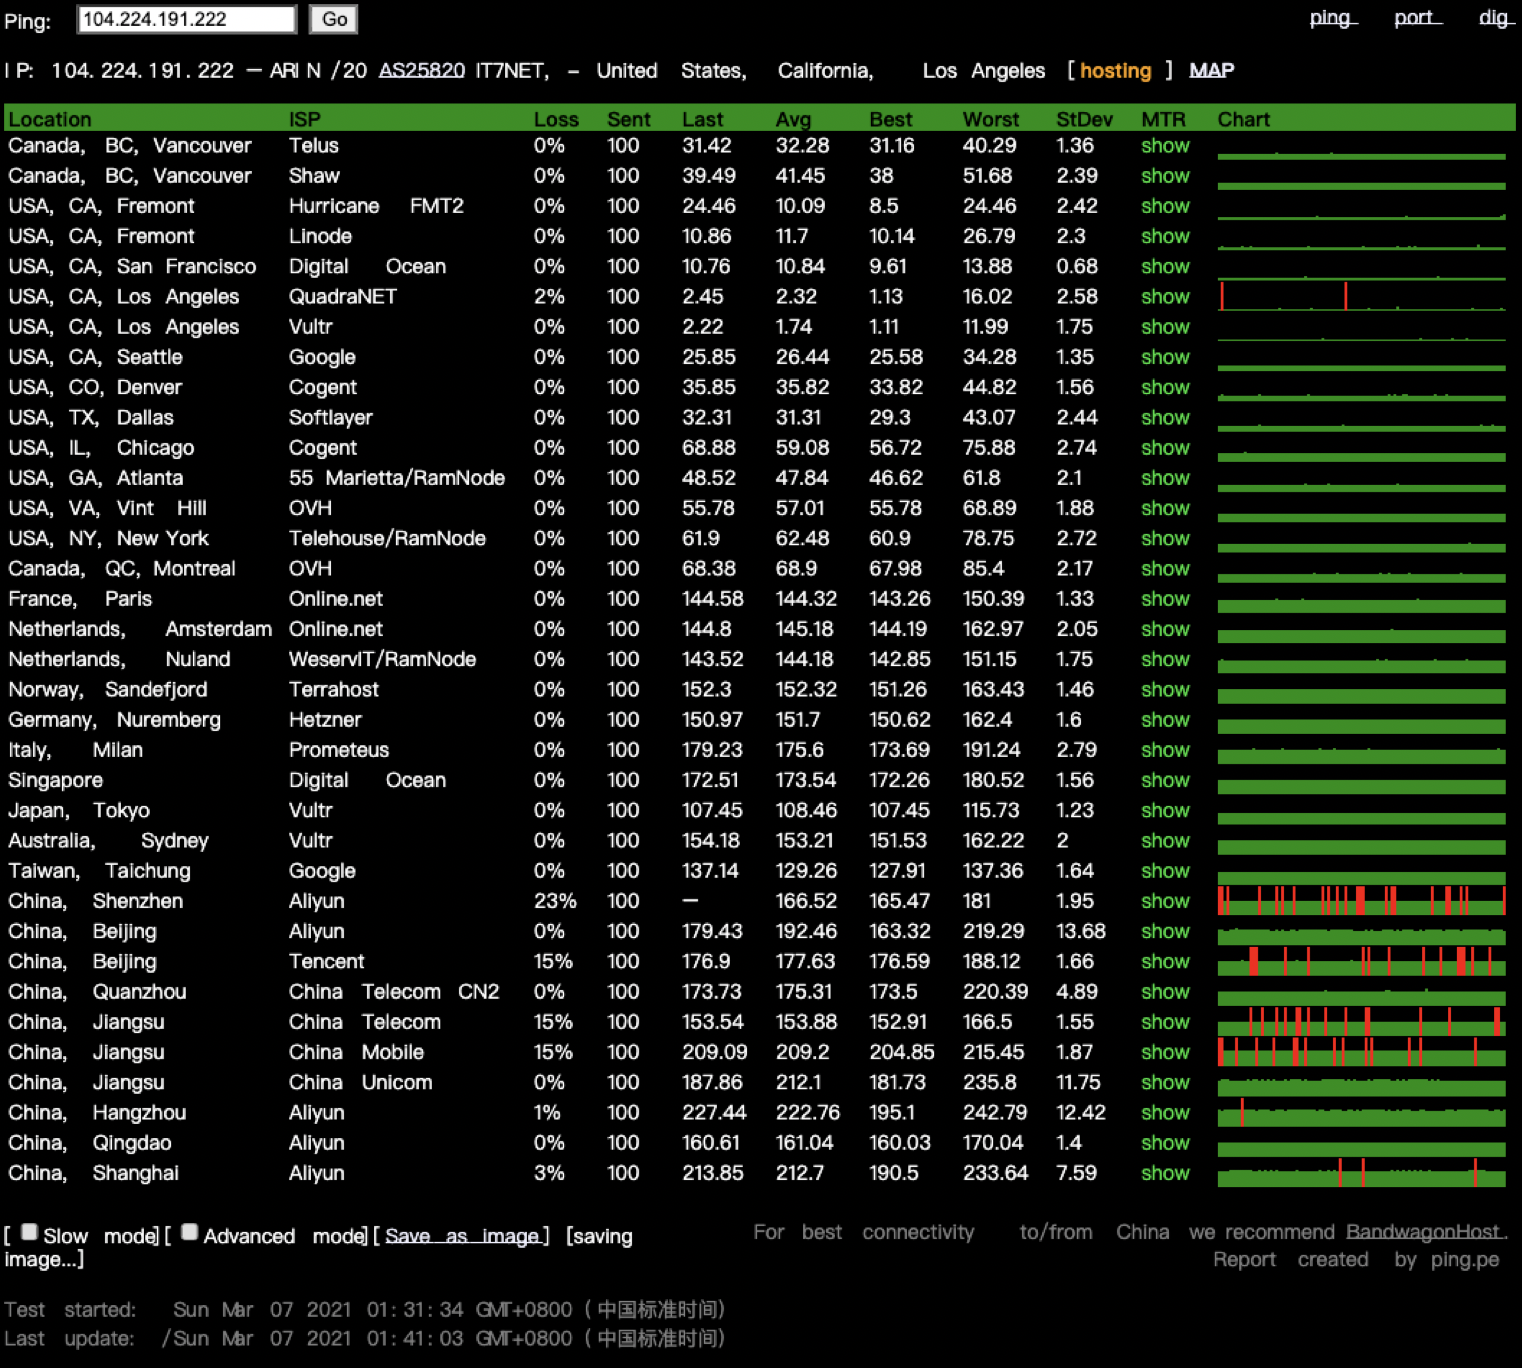 Ping: 104.224.191.222 Go ping port dig
IP: 104.224.191.222 — ARIN /20 AS25820 IT7NET, - United States, California, Los Angeles [ hosting ] MAP
Location ISP Loss Sent Last Avg Best Worst StDev MTR Chart
Canada, BC, Vancouver Telus 0% 100 31.42 32.28 31.16 40.29 1.36 show
Canada, BC, Vancouver Shaw 0% 100 39.49 41.45 38 51.68 2.39 show
USA, CA, Fremont Hurricane FMT2 0% 100 24.46 10.09 8.5 24.46 2.42 show
USA, CA, Fremont Linode 0% 100 10.86 11.7 10.14 26.79 2.3 show
USA, CA, San Francisco Digital Ocean 0% 100 10.76 10.84 9.61 13.88 0.68 show
USA, CA, Los Angeles QuadraNET 2% 100 2.45 2.32 1.13 16.02 2.58 show
USA, CA, Los Angeles Vultr 0% 100 2.22 1.74 1.11 11.99 1.75 show
USA, CA, Seattle Google 0% 100 25.85 26.44 25.58 34.28 1.35 show
USA, CO, Denver Cogent 0% 100 35.85 35.82 33.82 44.82 1.56 show
USA, TX, Dallas Softlayer 0% 100 32.31 31.31 29.3 43.07 2.44 show
USA, IL, Chicago Cogent 0% 100 68.88 59.08 56.72 75.88 2.74 show
USA, GA, Atlanta 55 Marietta/RamNode 0% 100 48.52 47.84 46.62 61.8 2.1 show
USA, VA, Vint Hill OVH 0% 100 55.78 57.01 55.78 68.89 1.88 show
USA, NY, New York Telehouse/RamNode 0% 100 61.9 62.48 60.9 78.75 2.72 show
Canada, QC, Montreal OVH 0% 100 68.38 68.9 67.98 85.4 2.17 show
France, Paris Online.net 0% 100 144.58 144.32 143.26 150.39 1.33 show
Netherlands, Amsterdam Online.net 0% 100 144.8 145.18 144.19 162.97 2.05 show
Netherlands, Nuland WeservIT/RamNode 0% 100 143.52 144.18 142.85 151.15 1.75 show
Norway, Sandefjord Terrahost 0% 100 152.3 152.32 151.26 163.43 1.46 show
Germany, Nuremberg Hetzner 0% 100 150.97 151.7 150.62 162.4 1.6 show
Italy, Milan Prometeus 0% 100 179.23 175.6 173.69 191.24 2.79 show
Singapore Digital Ocean 0% 100 172.51 173.54 172.26 180.52 1.56 show
Japan, Tokyo Vultr 0% 100 107.45 108.46 107.45 115.73 1.23 show
Australia, Sydney Vultr 0% 100 154.18 153.21 151.53 162.22 2 show
Taiwan, Taichung Google 0% 100 137.14 129.26 127.91 137.36 1.64 show
China, Shenzhen Aliyun 23% 100 — 166.52 165.47 181 1.95 show
China, Beijing Aliyun 0% 100 179.43 192.46 163.32 219.29 13.68 show
China, Beijing Tencent 15% 100 176.9 177.63 176.59 188.12 1.66 show
China, Quanzhou China Telecom CN2 0% 100 173.73 175.31 173.5 220.39 4.89 show
China, Jiangsu China Telecom 15% 100 153.54 153.88 152.91 166.5 1.55 show
China, Jiangsu China Mobile 15% 100 209.09 209.2 204.85 215.45 1.87 show
China, Jiangsu China Unicom 0% 100 187.86 212.1 181.73 235.8 11.75 show
China, Hangzhou Aliyun 1% 100 227.44 222.76 195.1 242.79 12.42 show
China, Qingdao Aliyun 0% 100 160.61 161.04 160.03 170.04 1.4 show
China, Shanghai Aliyun 3% 100 213.85 212.7 190.5 233.64 7.59 show
[ Slow mode] [ Advanced mode] [ Save as image ] [saving
image...]
For best connectivity to/from China we recommend BandwagonHost.
Report created by ping.pe
Test started: Sun Mar 07 2021 01:31:34 GMT+0800 (中国标准时间)
Last update: /Sun Mar 07 2021 01:41:03 GMT+0800 (中国标准时间)